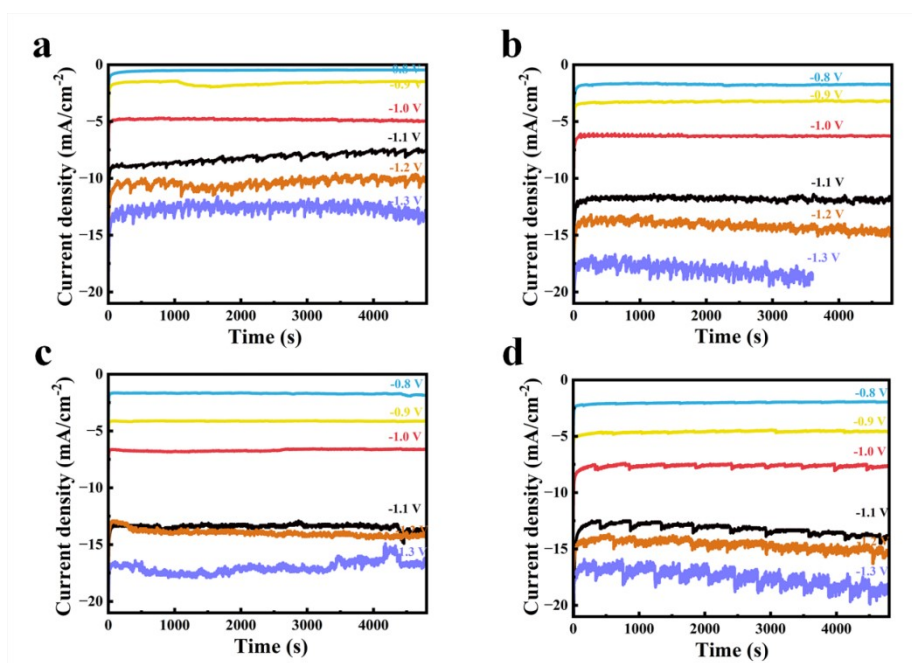 a
0
-0.8 V
-0.9 V
-1.0 V
-1.1 V
-1.2 V
-1.3 V
−5
−10
−15
−20
Current density (mA/cm⁻²)
0 1000 2000 3000 4000
Time (s)
b
0
-0.8 V
-0.9 V
-1.0 V
-1.1 V
-1.2 V
-1.3 V
−5
−10
−15
−20
Current density (mA/cm⁻²)
0 1000 2000 3000 4000
Time (s)
c
0
-0.8 V
-0.9 V
-1.0 V
-1.1 V
-1.3 V
−5
−10
−15
−20
Current density (mA/cm⁻²)
0 1000 2000 3000 4000
Time (s)
d
0
-0.8 V
-0.9 V
-1.0 V
-1.1 V
-1.3 V
−5
−10
−15
−20
Current density (mA/cm⁻²)
0 1000 2000 3000 4000
Time (s)